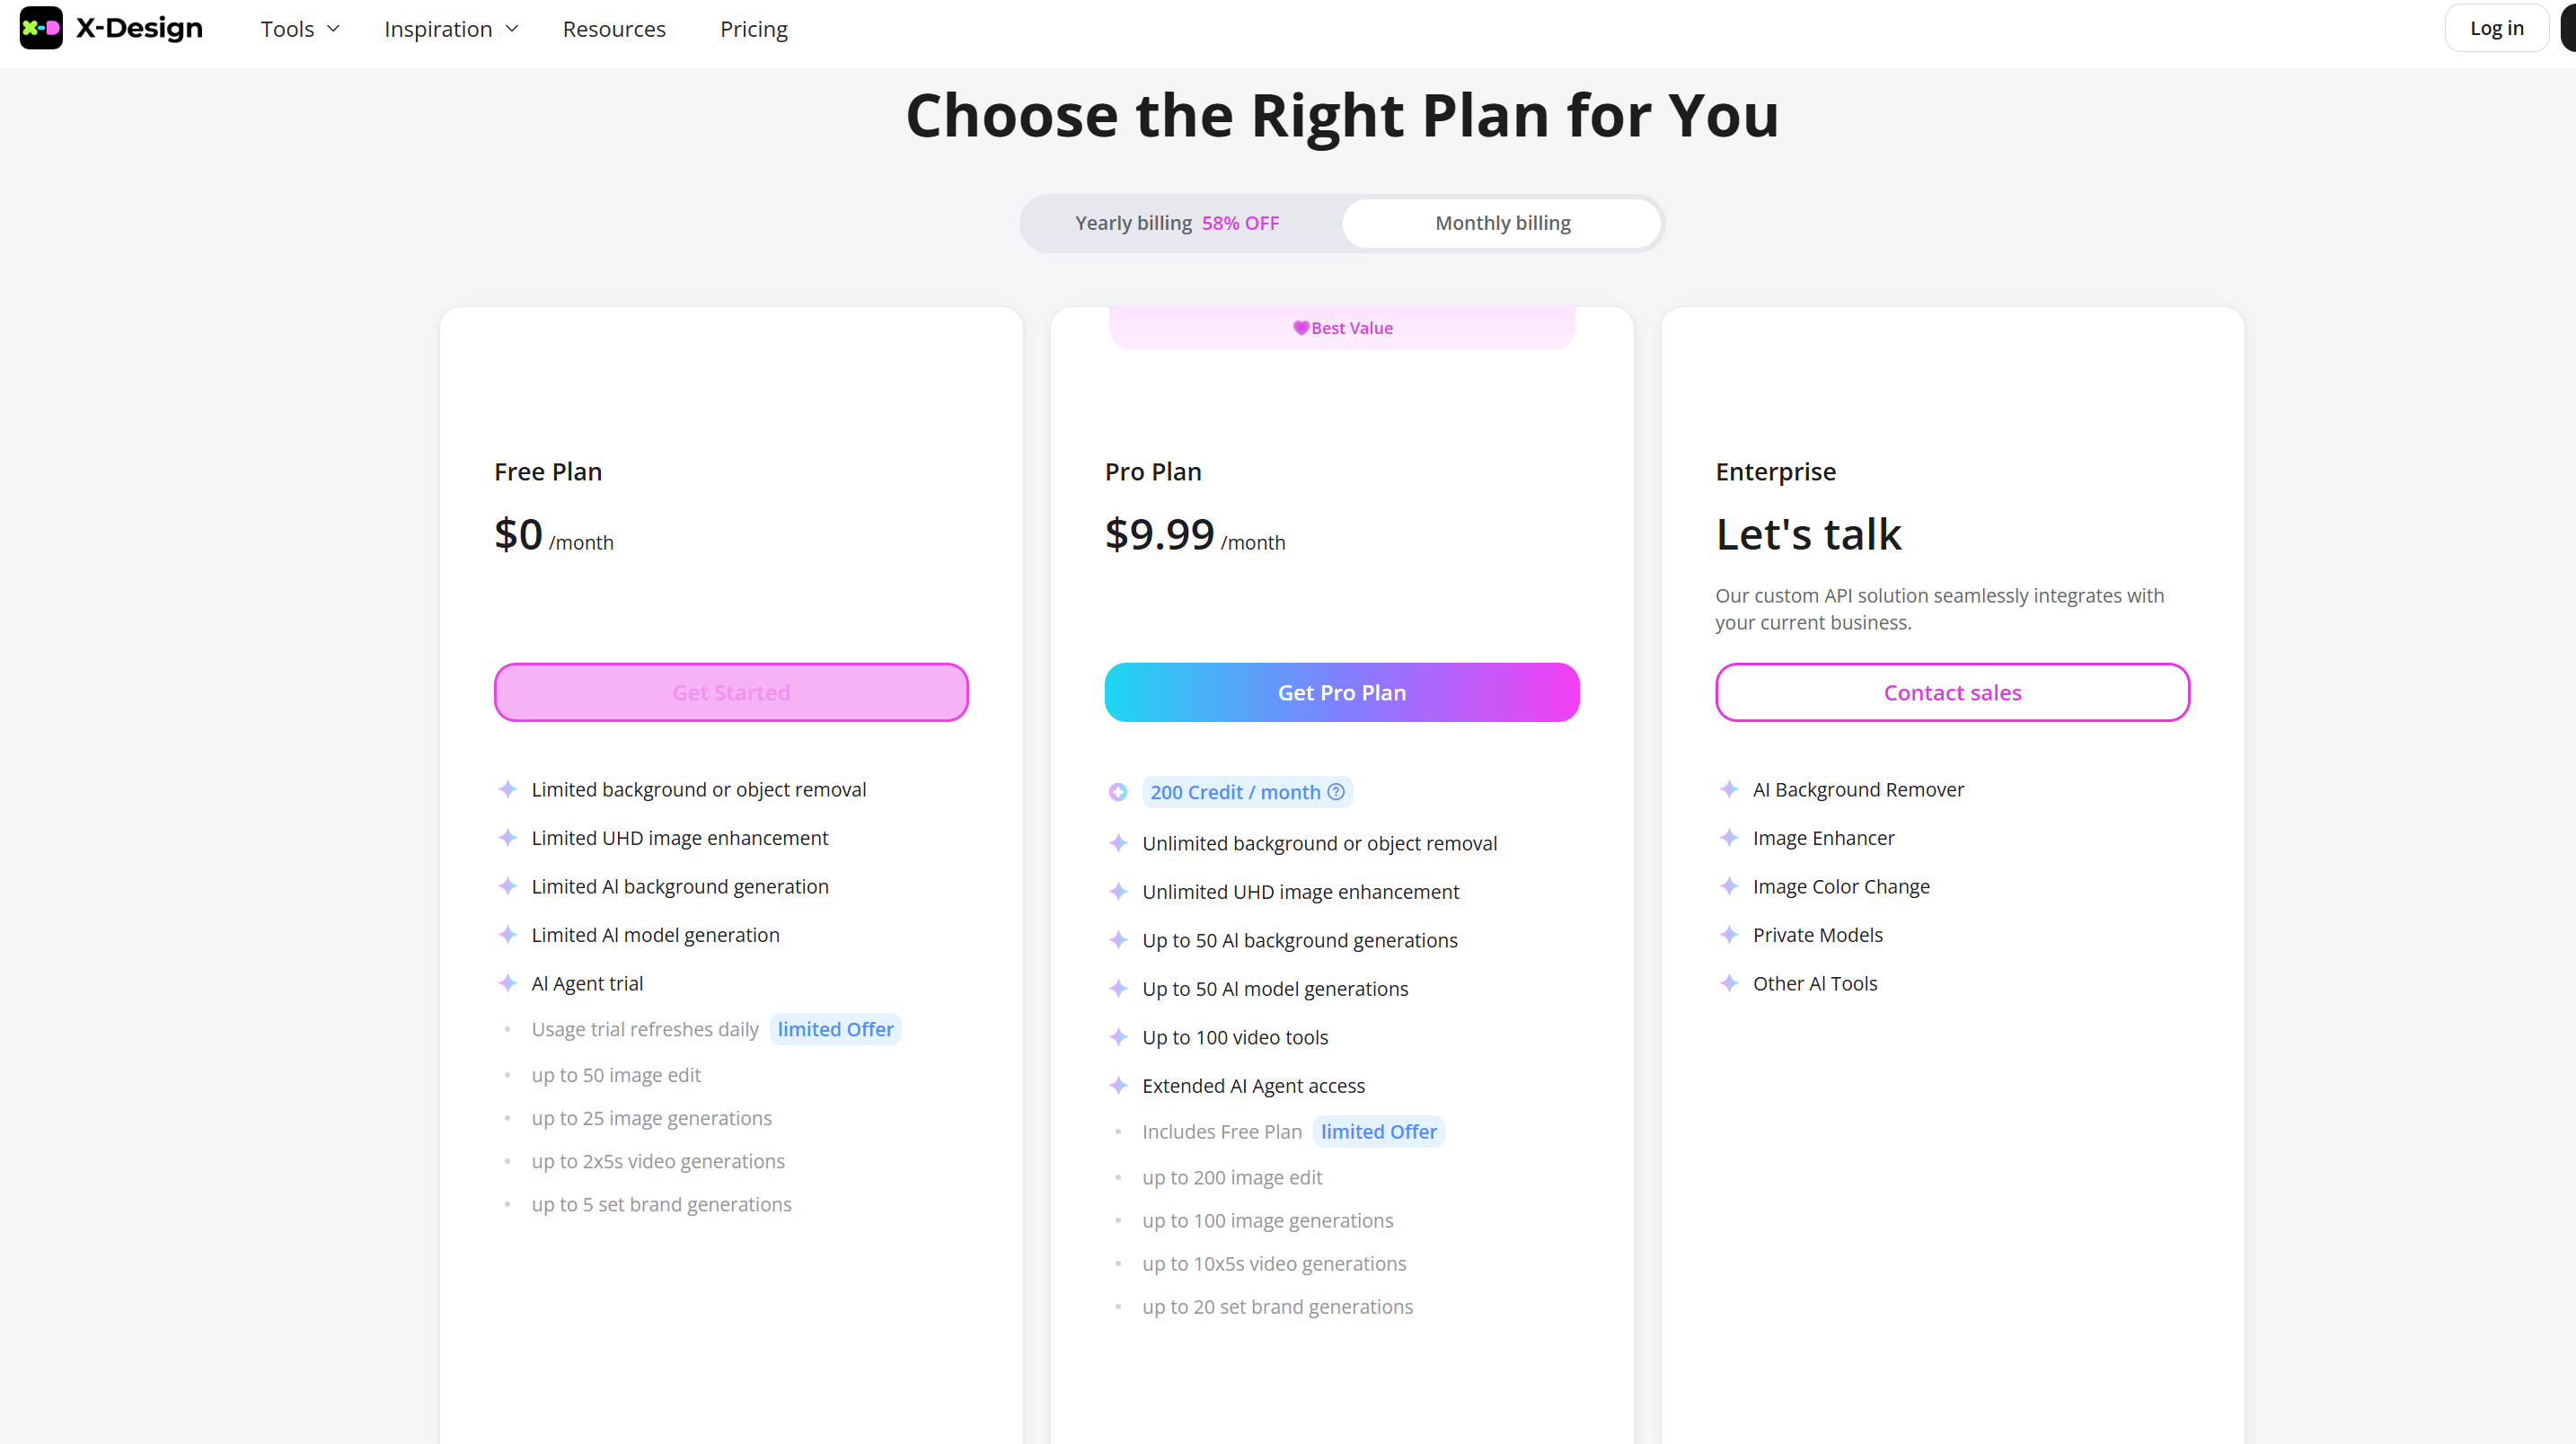 X-Design
Tools
Inspiration
Resources
Pricing
Log in
Choose the Right Plan for You
Yearly billing 58% OFF
Monthly billing
Free Plan
$0 /month
Get Started
Limited background or object removal
Limited UHD image enhancement
Limited Al background generation
Limited Al model generation
Al Agent trial
Usage trial refreshes daily limited Offer
up to 50 image edit
up to 25 image generations
up to 2x5s video generations
up to 5 set brand generations
Best Value
Pro Plan
$9.99 /month
Get Pro Plan
200 Credit / month
Unlimited background or object removal
Unlimited UHD image enhancement
Up to 50 Al background generations
Up to 50 Al model generations
Up to 100 video tools
Extended AI Agent access
Includes Free Plan limited Offer
up to 200 image edit
up to 100 image generations
up to 10x5s video generations
up to 20 set brand generations
Enterprise
Let's talk
Our custom API solution seamlessly integrates with
your current business.
Contact sales
AI Background Remover
Image Enhancer
Image Color Change
Private Models
Other Al Tools